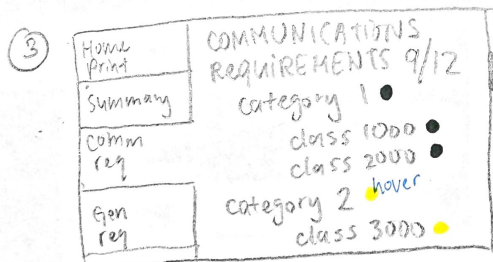 3
Home
print
Summary
comm
req
Gen
req
COMMUNICATIONS
REQUIREMENTS 9/12
category 1
class 1000
class 2000
category 2 hover
class 3000